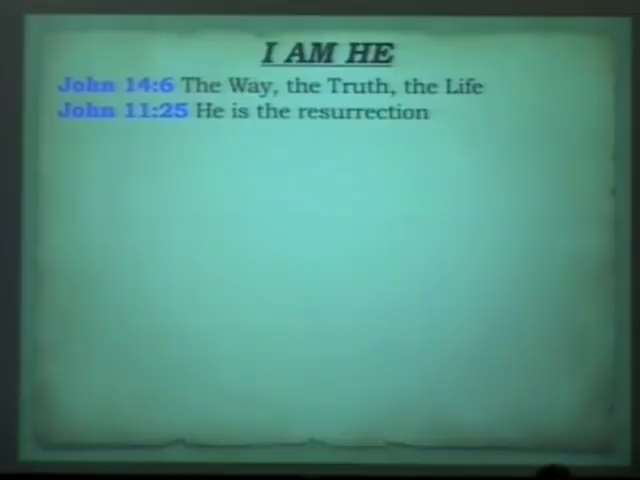 I AM HE
John 14:6 The Way, the Truth, the Life
John 11:25 He is the resurrection